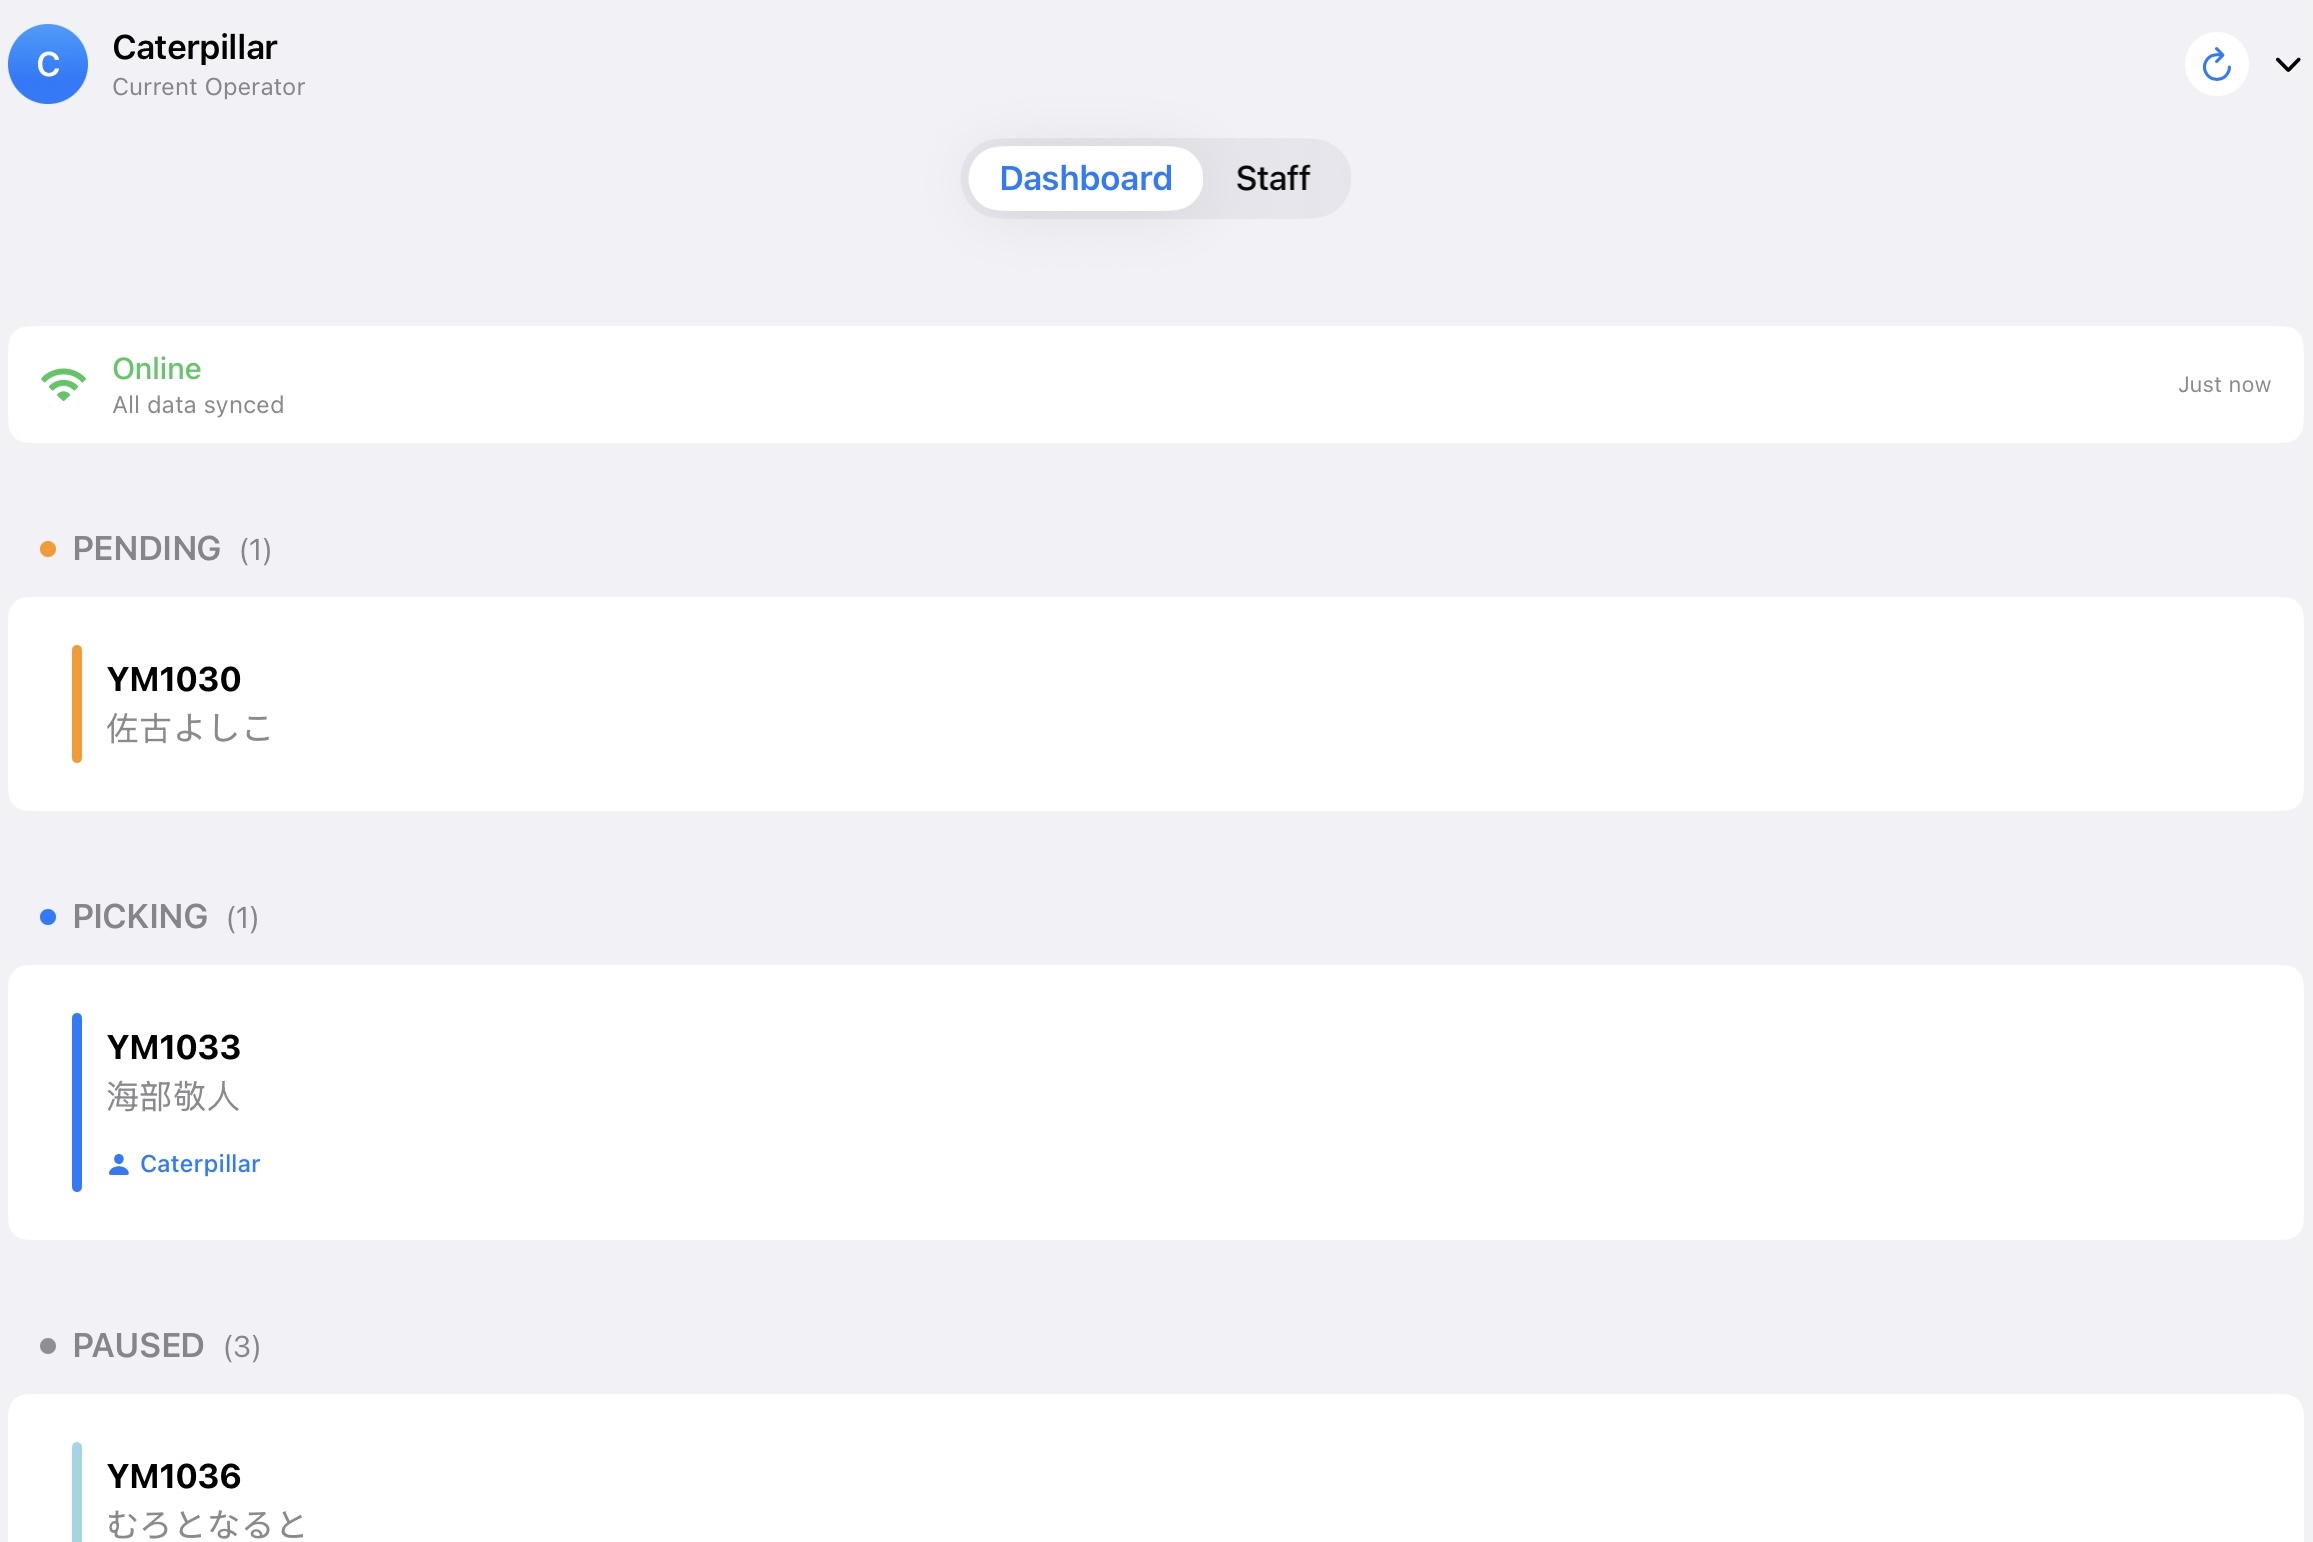 C
Caterpillar
Current Operator
Dashboard
Staff
Online
All data synced
Just now
PENDING (1)
YM1030
佐古よしこ
PICKING (1)
YM1033
海部敬人
Caterpillar
PAUSED (3)
YM1036
むろとなると